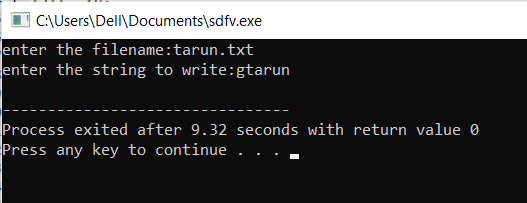 C:\Users\Dell\Documents\sdfv.exe
enter the filename:tarun.txt
enter the string to write:gtarun
--------------------------------
Process exited after 9.32 seconds with return value 0
Press any key to continue . . .